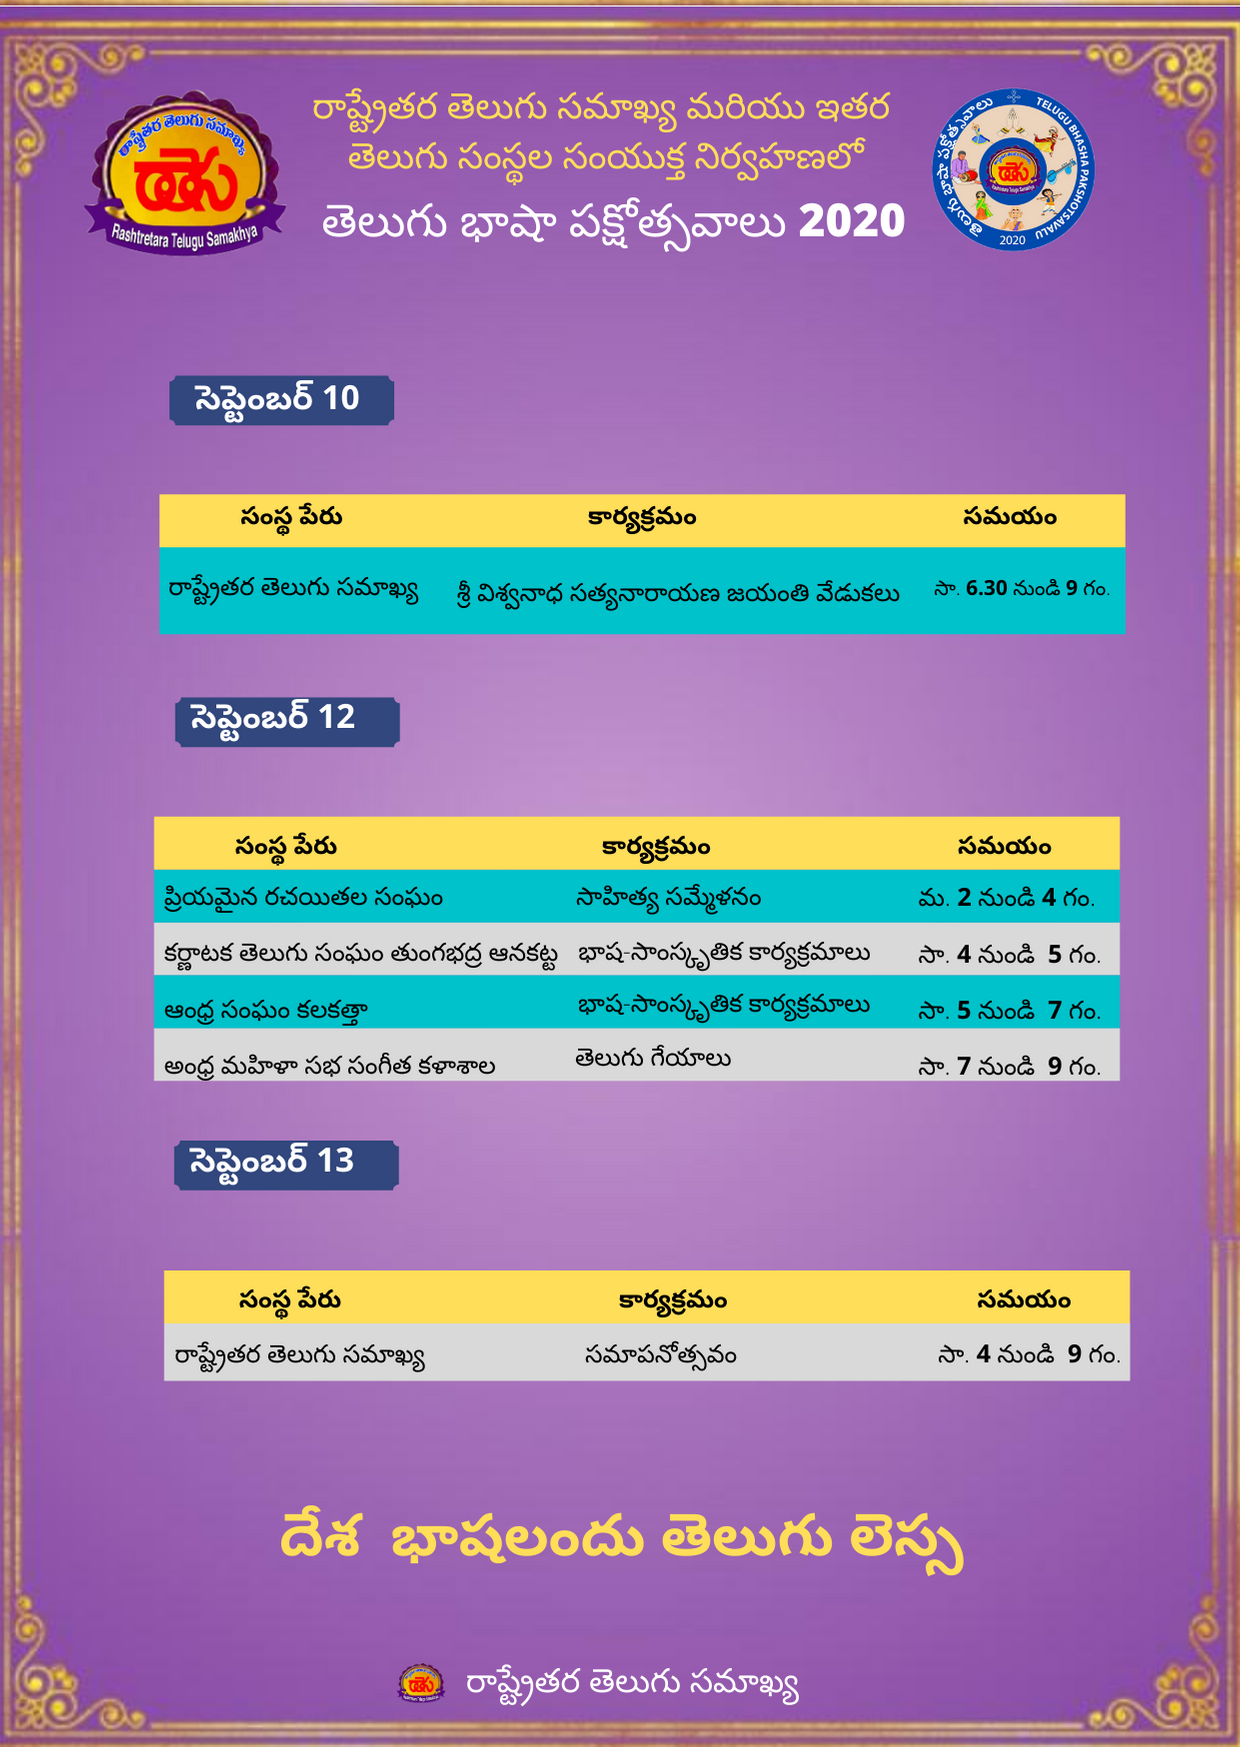 రాష్ట్రేతర తెలుగు సమాఖ్య మరియు ఇతర
తెలుగు సంస్థల సంయుక్త నిర్వహణలో
తెలుగు భాషా పక్షోత్సవాలు 2020
రాష్ట్రేతర తెలుగు సమాఖ్య
Rashtretara Telugu Samakhya
తెలుగు భాషా పక్షోత్సవాలు
TELUGU BHASHA PAKSHOTSAVALU
2020
సెప్టెంబర్ 10
సంస్థ పేరు కార్యక్రమం సమయం
రాష్ట్రేతర తెలుగు సమాఖ్య శ్రీ విశ్వనాధ సత్యనారాయణ జయంతి వేడుకలు సా. 6.30 నుండి 9 గం.
సెప్టెంబర్ 12
సంస్థ పేరు కార్యక్రమం సమయం
ప్రియమైన రచయితల సంఘం సాహిత్య సమ్మేళనం మ. 2 నుండి 4 గం.
కర్ణాటక తెలుగు సంఘం తుంగభద్ర ఆనకట్ట భాష-సాంస్కృతిక కార్యక్రమాలు సా. 4 నుండి 5 గం.
ఆంధ్ర సంఘం కలకత్తా భాష-సాంస్కృతిక కార్యక్రమాలు సా. 5 నుండి 7 గం.
అంధ్ర మహిళా సభ సంగీత కళాశాల తెలుగు గేయాలు సా. 7 నుండి 9 గం.
సెప్టెంబర్ 13
సంస్థ పేరు కార్యక్రమం సమయం
రాష్ట్రేతర తెలుగు సమాఖ్య సమాపనోత్సవం సా. 4 నుండి 9 గం.
దేశ భాషలందు తెలుగు లెస్స
రాష్ట్రేతర తెలుగు సమాఖ్య